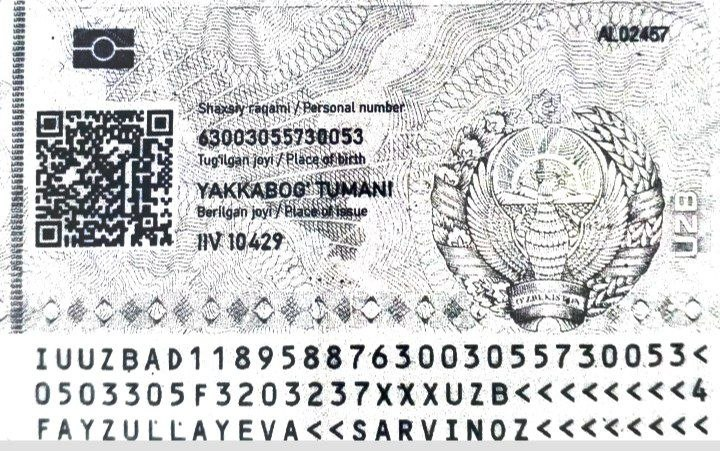 AL02457
Shaxsiy raqami / Personal number
63003055730053
Tug'ilgan joyi / Place of birth
YAKKABOG' TUMANI
Berilgan joyi / Place of issue
IIV 10429
UZB
IUUZBAD1189588763003055730053<
0503305F3203237XXXUZB<<<<<<<<4
FAYZULLAYEVA<<SARVINOZ<<<<<<<<